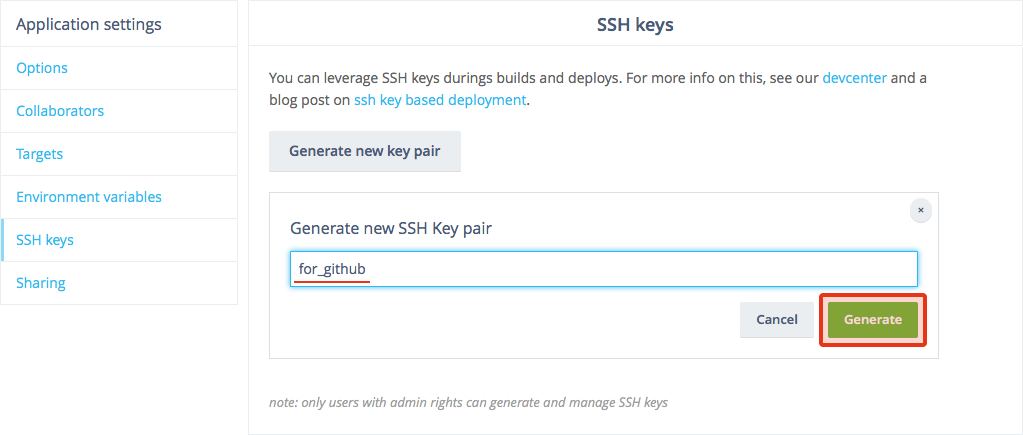 Application settings
Options
Collaborators
Targets
Environment variables
SSH keys
Sharing
SSH keys
You can leverage SSH keys durings builds and deploys. For more info on this, see our devcenter and a
blog post on ssh key based deployment.
Generate new key pair
×
Generate new SSH Key pair
for_github
Cancel
Generate
note: only users with admin rights can generate and manage SSH keys